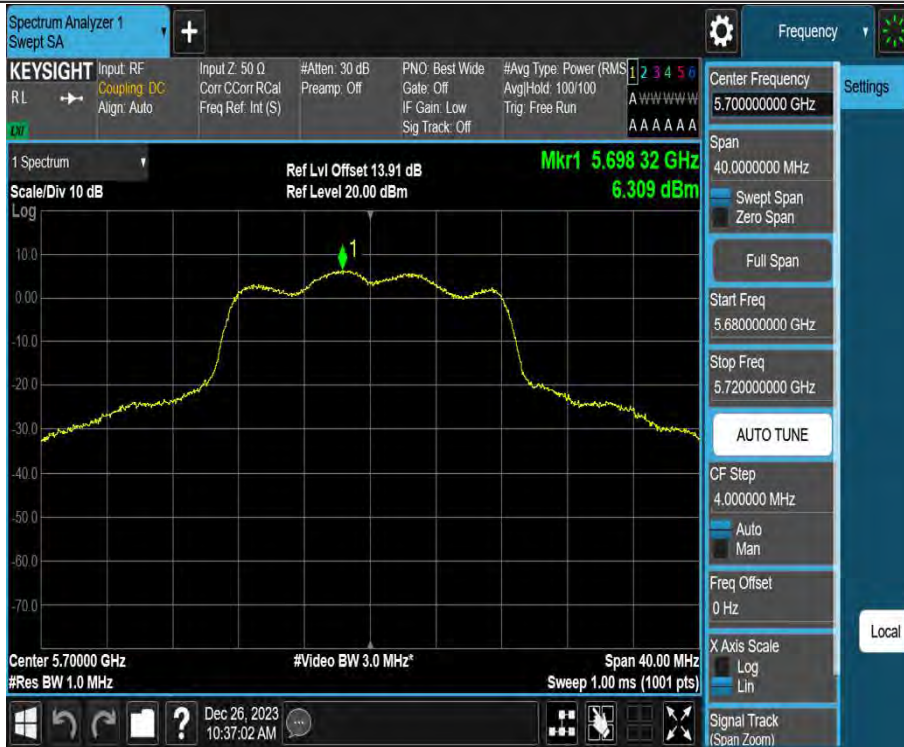 Spectrum Analyzer 1
Swept SA
+
Frequency
KEYSIGHT
RL
LXI
Input: RF
Coupling: DC
Align: Auto
Input Z: 50 Ω
Corr CCorr RCal
Freq Ref: Int (S)
#Atten: 30 dB
Preamp: Off
PNO: Best Wide
Gate: Off
IF Gain: Low
Sig Track: Off
#Avg Type: Power (RMS
Avg|Hold: 100/100
Trig: Free Run
1 2 3 4 5 6
A W W W W W
A A A A A A
Center Frequency
5.700000000 GHz
Settings
1 Spectrum
Scale/Div 10 dB
Log
Ref Lvl Offset 13.91 dB
Ref Level 20.00 dBm
Mkr1 5.698 32 GHz
6.309 dBm
Span
40.0000000 MHz
Swept Span
Zero Span
Full Span
Start Freq
5.680000000 GHz
Stop Freq
5.720000000 GHz
AUTO TUNE
CF Step
4.000000 MHz
Auto
Man
Freq Offset
0 Hz
X Axis Scale
Log
Lin
Signal Track
(Span Zoom)
Local
1
10.0
0.00
-10.0
-20.0
-30.0
-40.0
-50.0
-60.0
-70.0
Center 5.70000 GHz
#Res BW 1.0 MHz
#Video BW 3.0 MHz*
Span 40.00 MHz
Sweep 1.00 ms (1001 pts)
?
Dec 26, 2023
10:37:02 AM